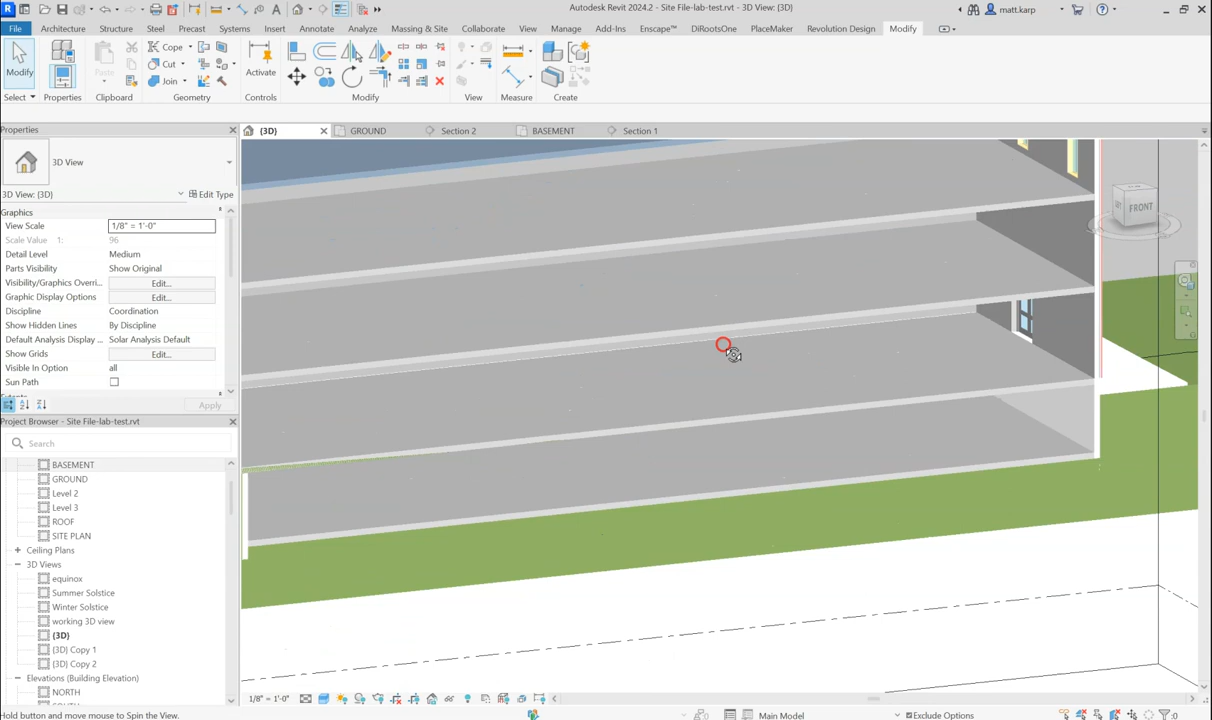 Autodesk Revit 2024.2 - Site File-lab-test.rvt - 3D View: {3D}
matt.karp
File Architecture Structure Steel Precast Systems Insert Annotate Analyze Massing & Site Collaborate View Manage Add-Ins Enscape™ DiRootsOne PlaceMaker Revolution Design Modify
Modify Paste Cope Cut Join Activate
Select Properties Clipboard Geometry Controls Modify View Measure Create
Properties
{3D} GROUND Section 2 BASEMENT Section 1
3D View
3D View: {3D} Edit Type
Graphics
View Scale 1/8" = 1'-0"
Scale Value 1: 96
Detail Level Medium
Parts Visibility Show Original
Visibility/Graphics Overri... Edit...
Graphic Display Options Edit...
Discipline Coordination
Show Hidden Lines By Discipline
Default Analysis Display ... Solar Analysis Default
Show Grids Edit...
Visible In Option all
Sun Path
Apply
Project Browser - Site File-lab-test.rvt
Search
BASEMENT
GROUND
Level 2
Level 3
ROOF
SITE PLAN
Ceiling Plans
3D Views
equinox
Summer Solstice
Winter Solstice
working 3D view
{3D}
{3D} Copy 1
{3D} Copy 2
Elevations (Building Elevation)
NORTH
FRONT
1/8" = 1'-0"
Hold button and move mouse to Spin the View.
:0 Main Model Exclude Options :0